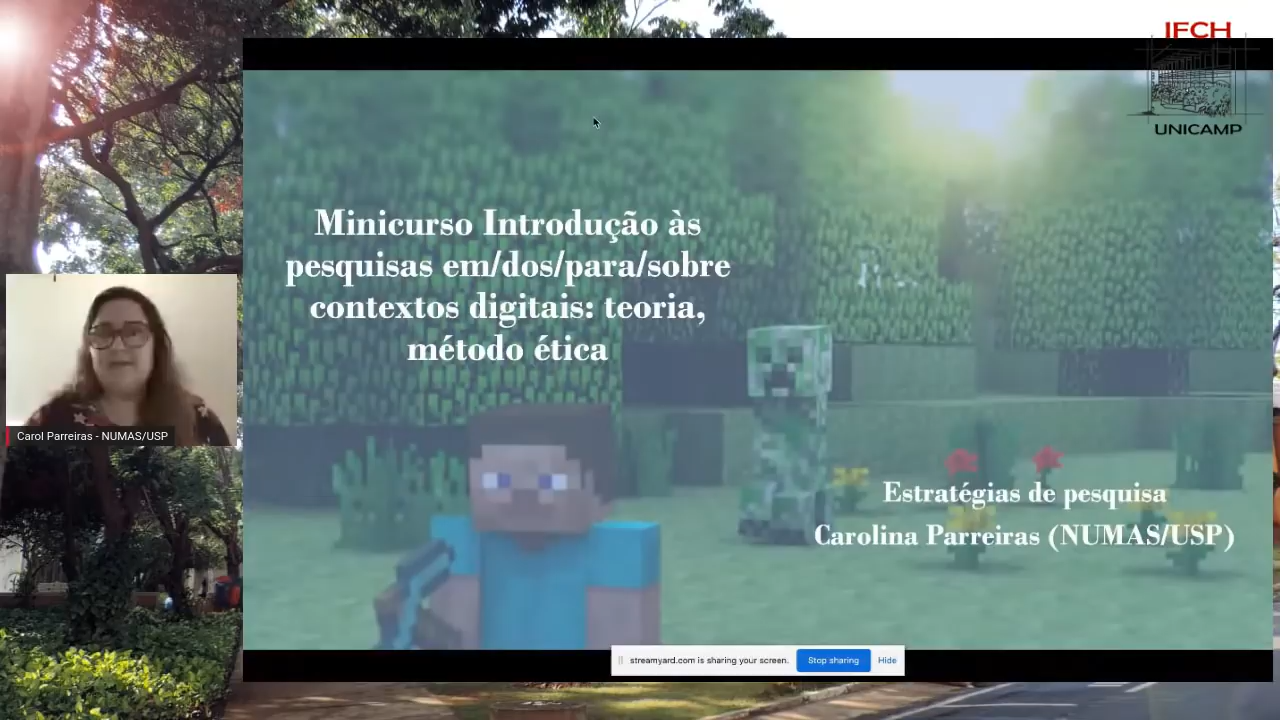 IFCH
UNICAMP
Minicurso Introdução às
pesquisas em/dos/para/sobre
contextos digitais: teoria,
método ética
Carol Parreiras - NUMAS/USP
Estratégias de pesquisa
Carolina Parreiras (NUMAS/USP)
streamyard.com is sharing your screen. Stop sharing Hide